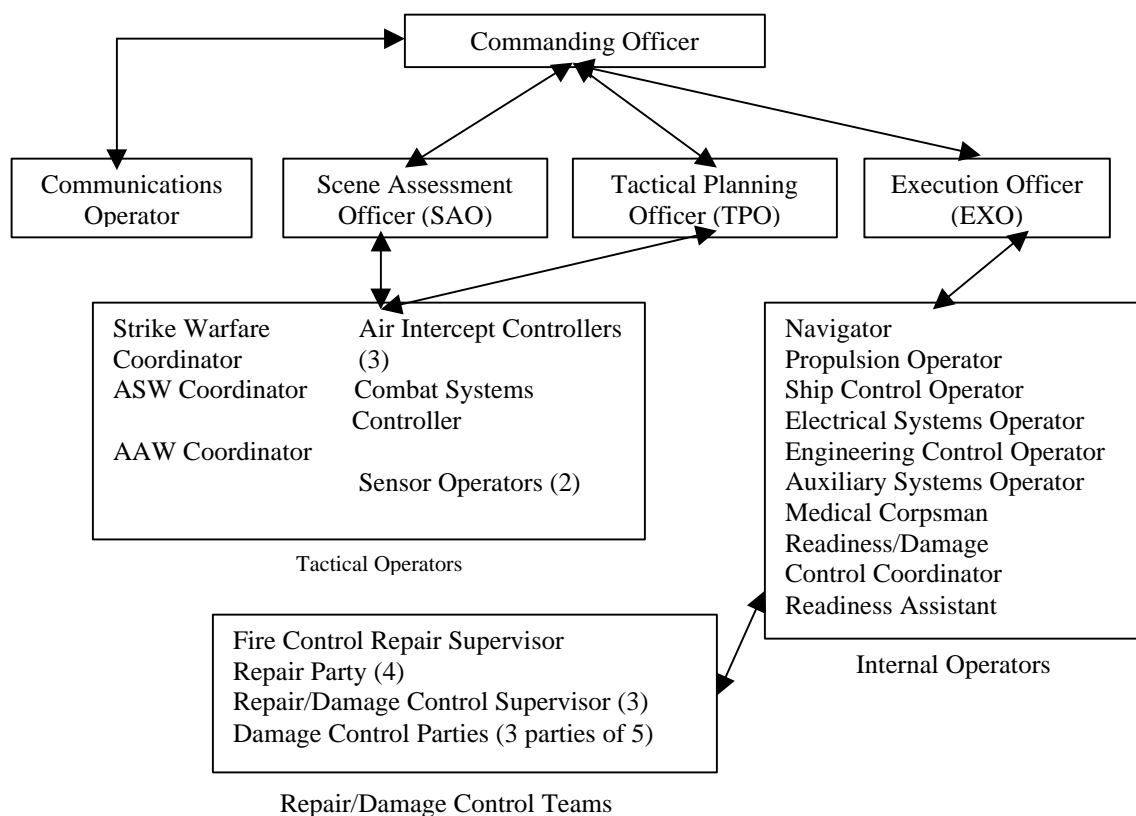 Commanding Officer
Communications
Operator
Scene Assessment
Officer (SAO)
Tactical Planning
Officer (TPO)
Execution Officer
(EXO)
Strike Warfare
Coordinator
ASW Coordinator
AAW Coordinator
Air Intercept Controllers
(3)
Combat Systems
Controller
Sensor Operators (2)
Tactical Operators
Navigator
Propulsion Operator
Ship Control Operator
Electrical Systems Operator
Engineering Control Operator
Auxiliary Systems Operator
Medical Corpsman
Readiness/Damage
Control Coordinator
Readiness Assistant
Internal Operators
Fire Control Repair Supervisor
Repair Party (4)
Repair/Damage Control Supervisor (3)
Damage Control Parties (3 parties of 5)
Repair/Damage Control Teams